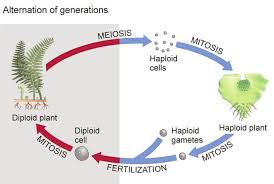 Alternation of generations
MEIOSIS
MITOSIS
Haploid
cells
Diploid plant
Haploid plant
Diploid
cell
Haploid
gametes
MITOSIS
MITOSIS
FERTILIZATION